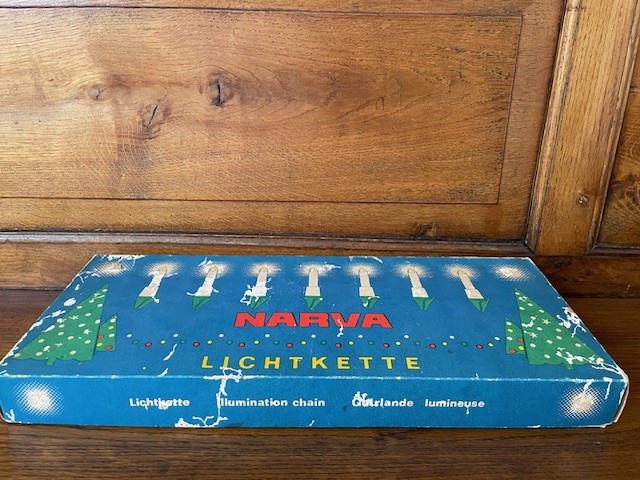 NARVA
LICHTKETTE
Lichtkette Illumination chain Guirlande lumineuse